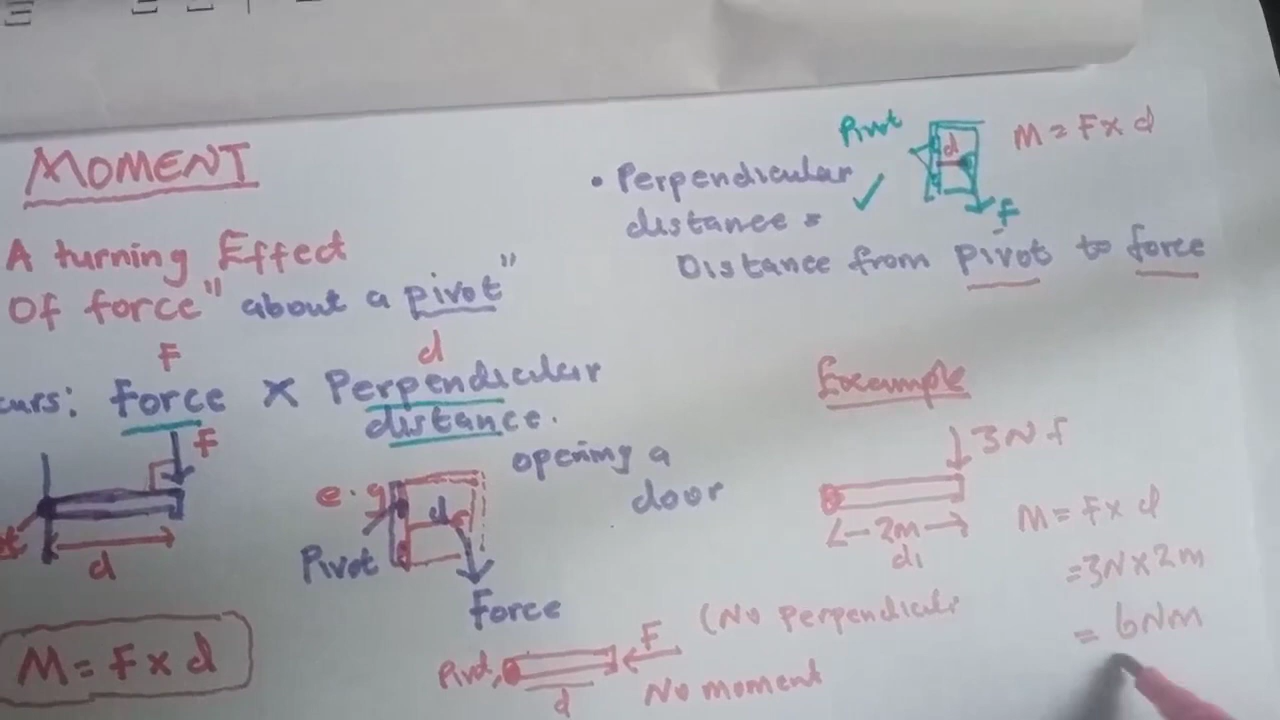 MOMENT
A turning Effect
Of force" about a pivot"
F
d
Force × Perpendicular
distance.
F
d
M = F x d
e.g
opening a
door
d
Pivot
Force
Pivot
d
F
(No perpendicular
No moment
• Perpendicular
distance =
Distance from pivot to force
Pivot
d
F
M = F x d
Example
3N f
2m
d1
M = F x d
= 3N x 2m
= 6Nm